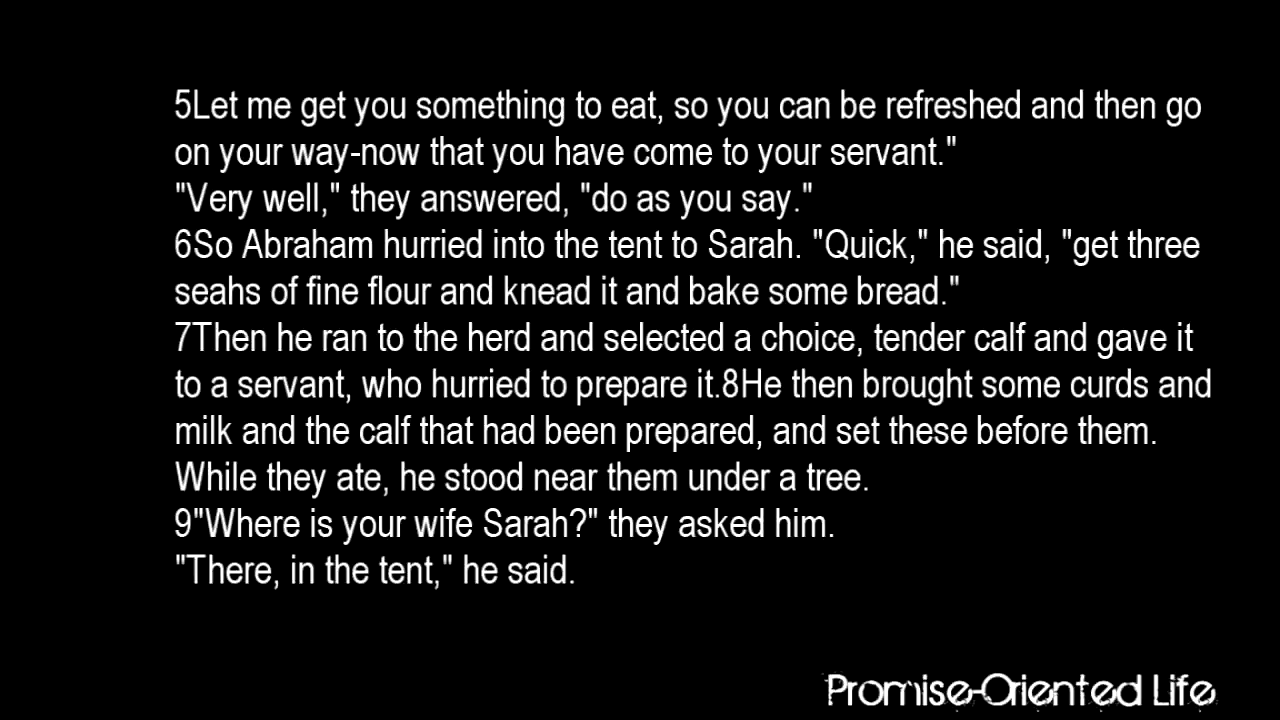 5Let me get you something to eat, so you can be refreshed and then go
on your way-now that you have come to your servant."
"Very well," they answered, "do as you say."
6So Abraham hurried into the tent to Sarah. "Quick," he said, "get three
seahs of fine flour and knead it and bake some bread."
7Then he ran to the herd and selected a choice, tender calf and gave it
to a servant, who hurried to prepare it.8He then brought some curds and
milk and the calf that had been prepared, and set these before them.
While they ate, he stood near them under a tree.
9"Where is your wife Sarah?" they asked him.
"There, in the tent," he said.
Promise-Oriented Life